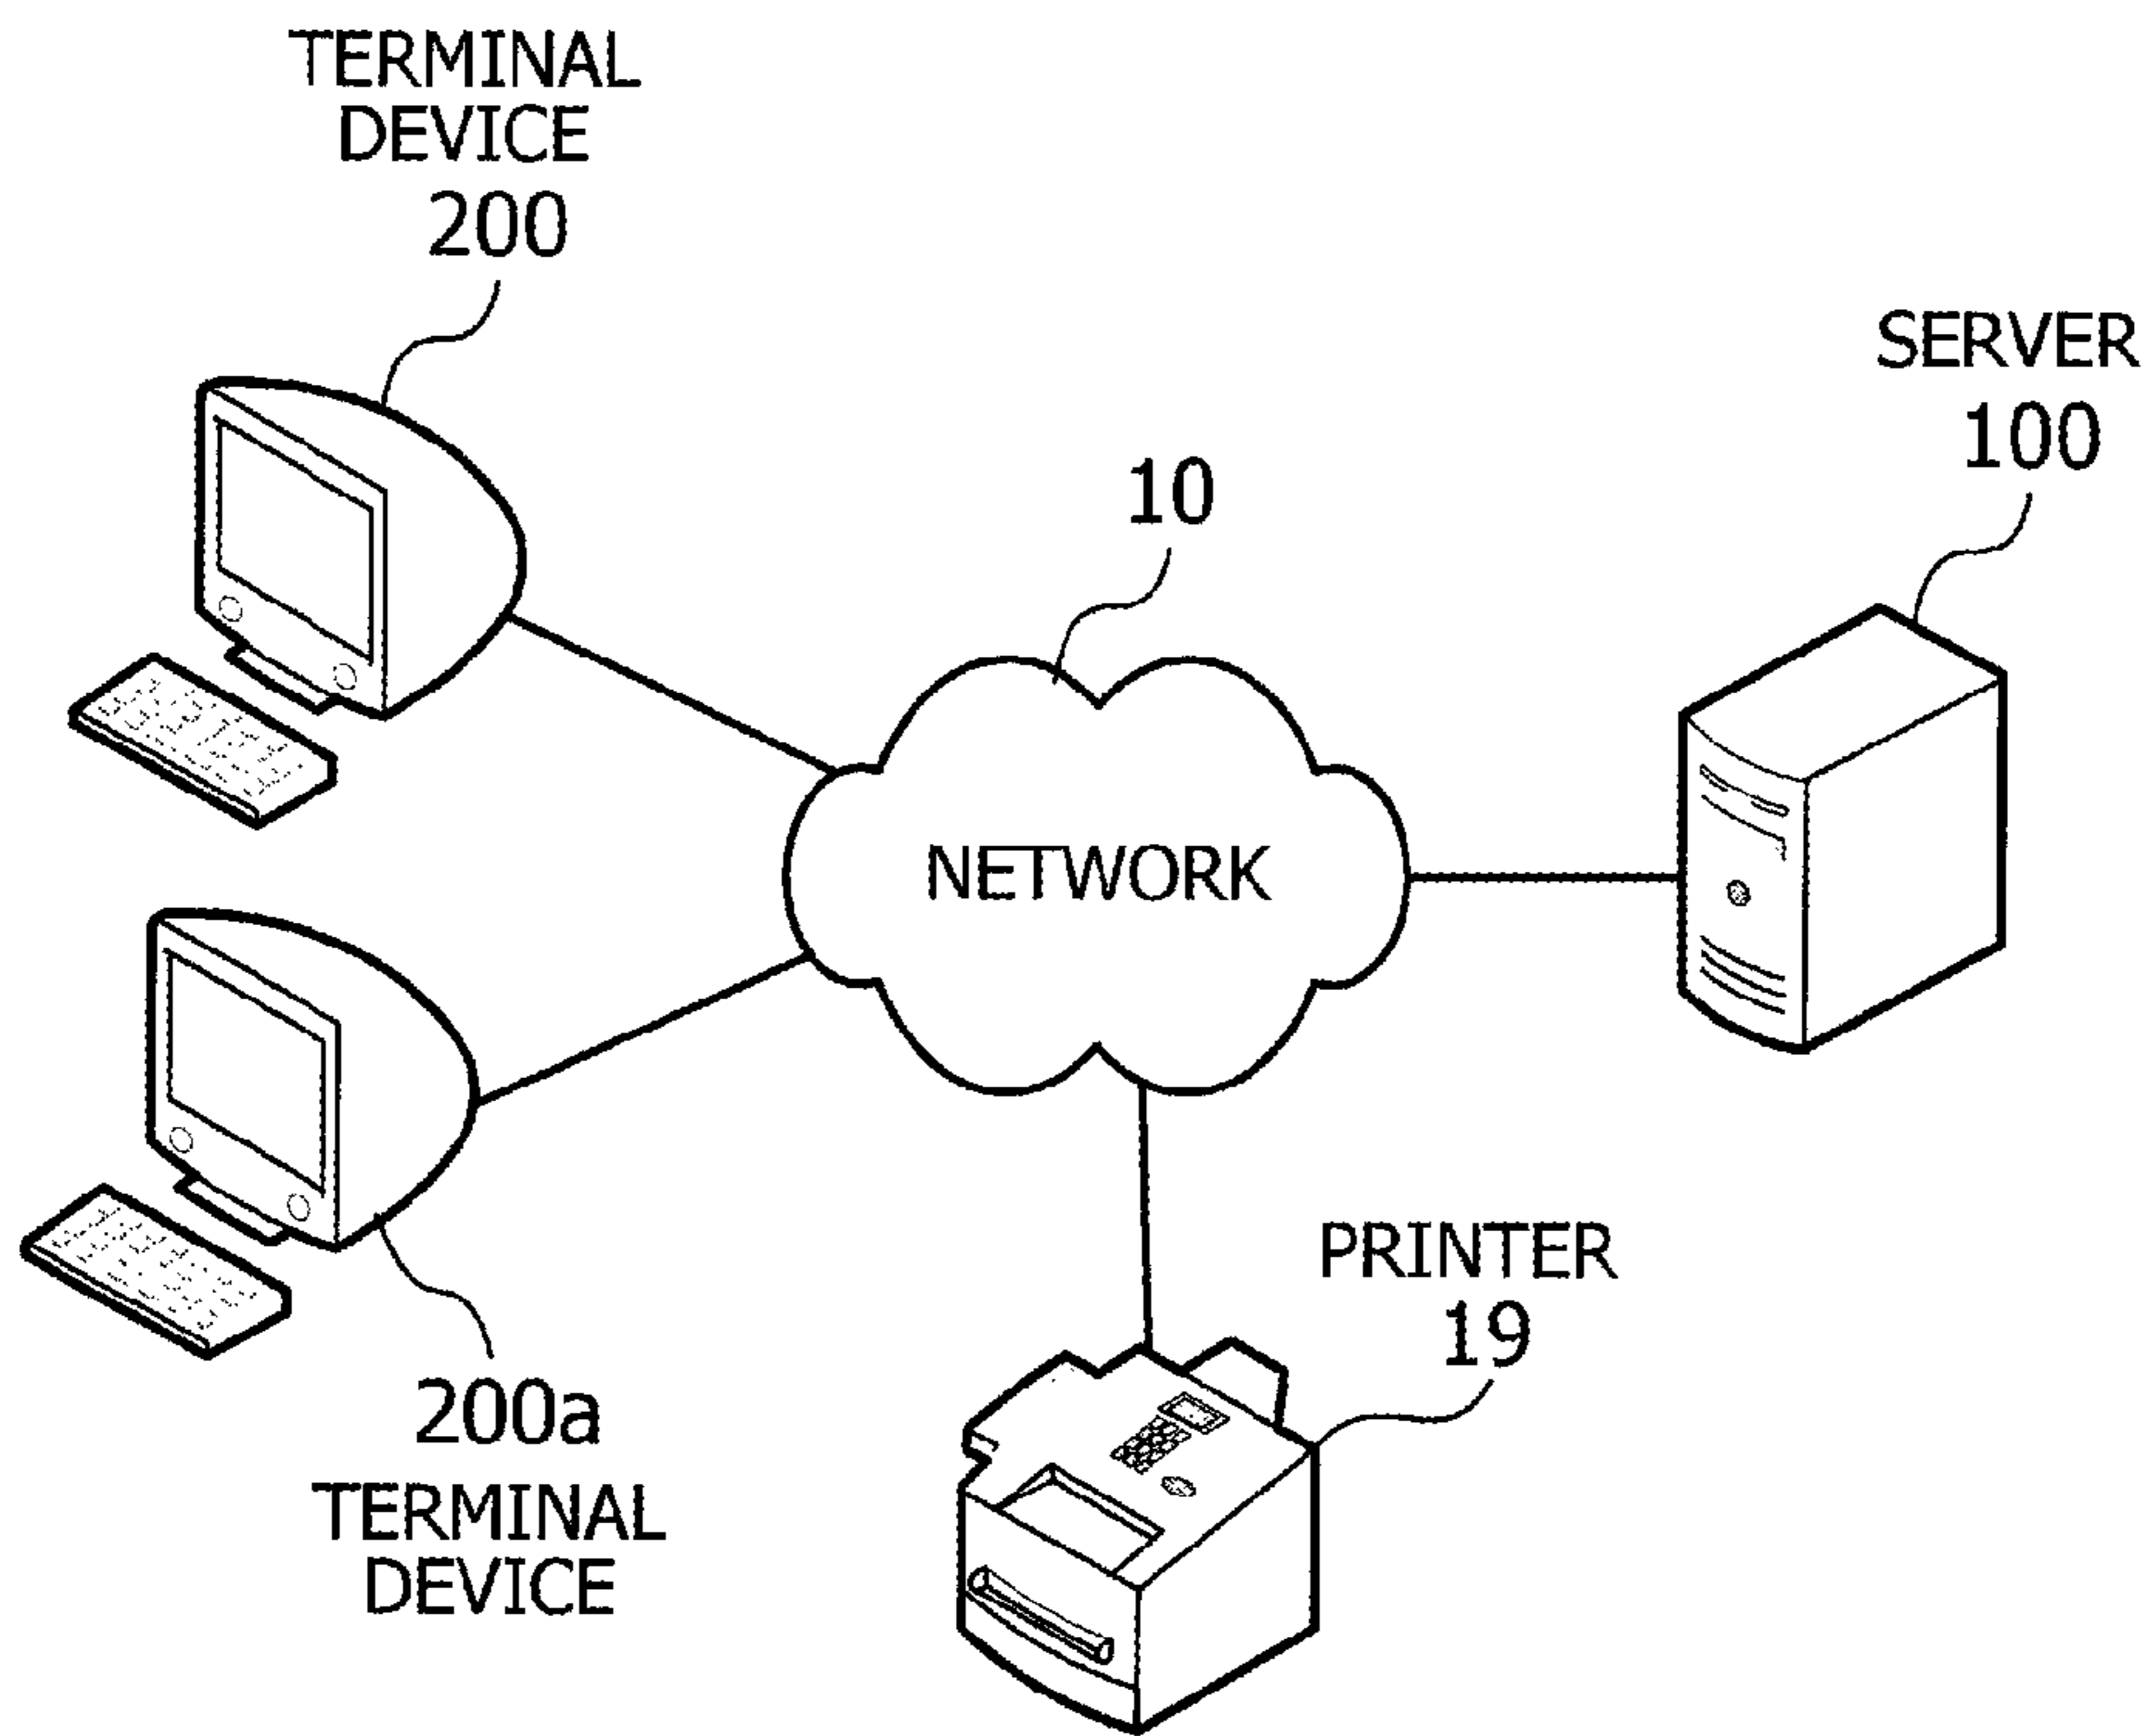 TERMINAL
DEVICE
200
SERVER
100
10
NETWORK
PRINTER
19
200a
TERMINAL
DEVICE